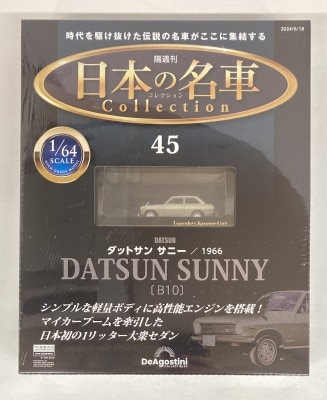 時代を駆け抜けた伝説の名車がここに集結する
2024/6/18
隔週刊
日本の名車
コレクション
Collection
1/64
SCALE
45
Legendary Japanese Cars
DATSUN
ダットサン サニー / 1966
DATSUN SUNNY
[B10]
シンプルな軽量ボディに高性能エンジンを搭載!
マイカーブームを牽引した
日本初の1リッター大衆セダン
DeAgostini